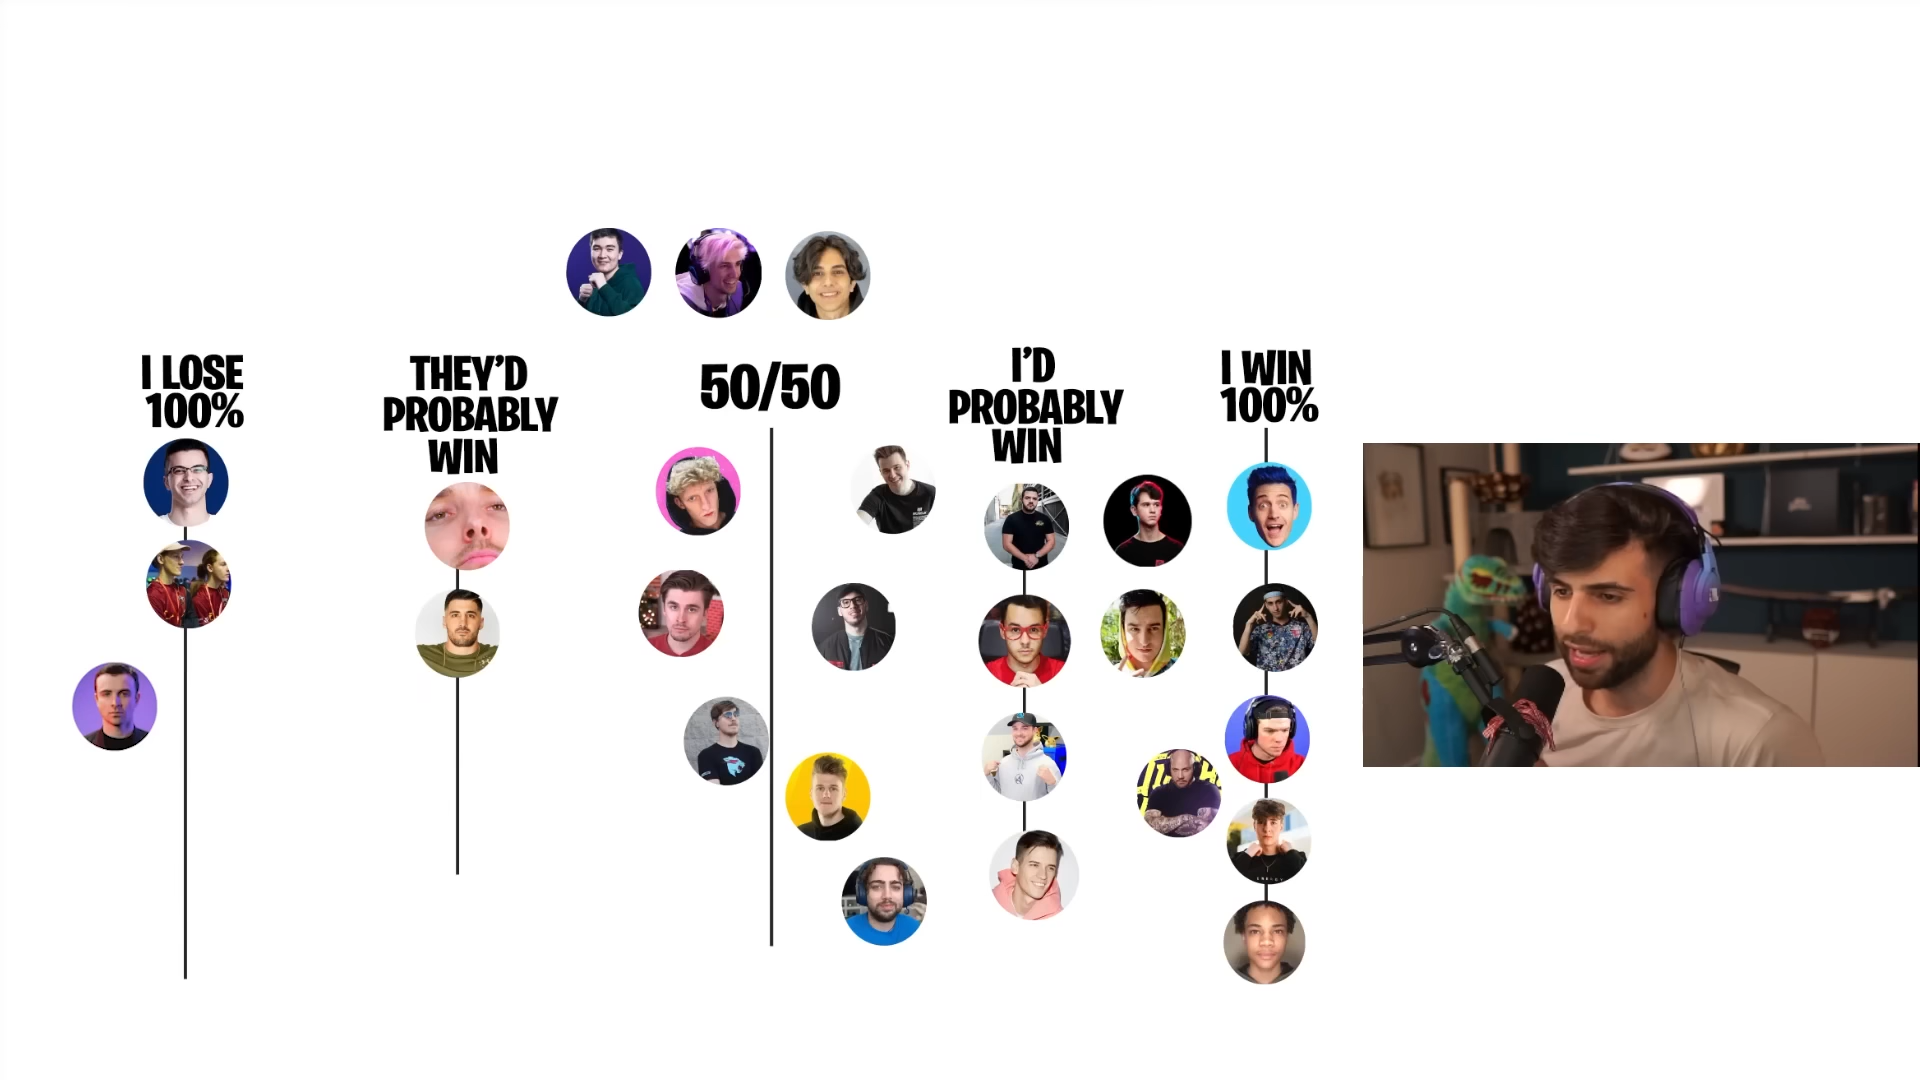 I LOSE
100%
THEY'D
PROBABLY
WIN
50/50
I'D
PROBABLY
WIN
I WIN
100%